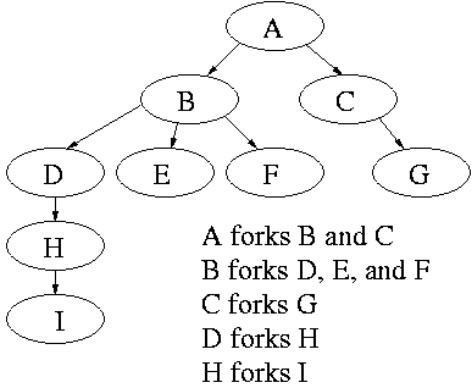 A
B
C
D
E
F
G
H
I
A forks B and C
B forks D, E, and F
C forks G
D forks H
H forks I